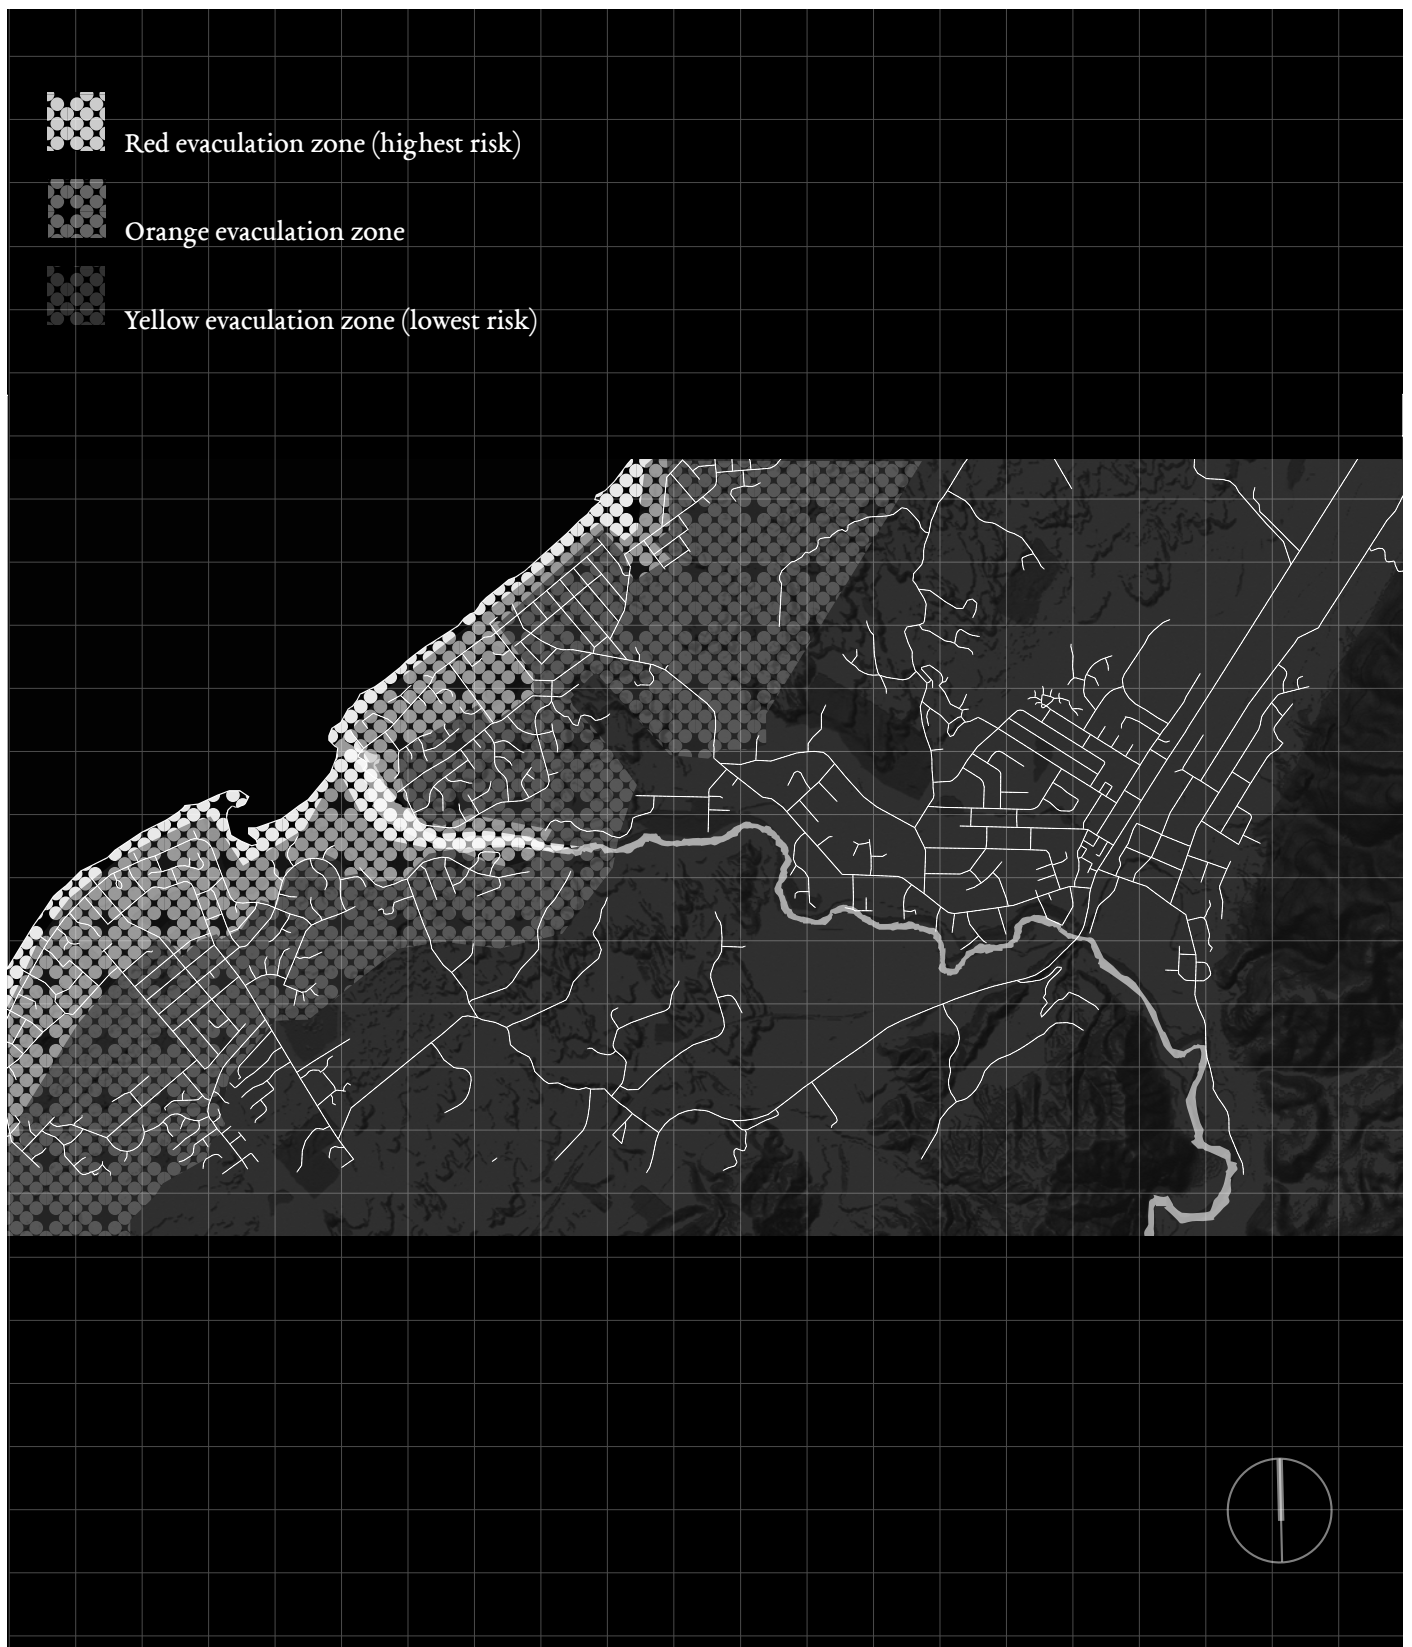 Red evaculation zone (highest risk)
Orange evaculation zone
Yellow evaculation zone (lowest risk)